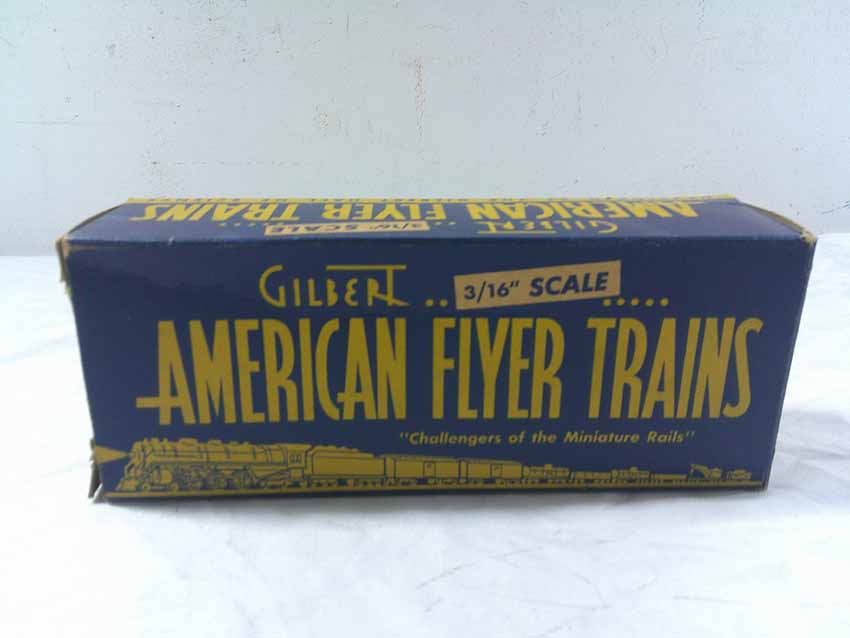 AMERICAN FLYER TRAINS
GILBERT .. 3/16" SCALE .....
GILBERT .. 3/16" SCALE .....
AMERICAN FLYER TRAINS
"Challengers of the Miniature Rails"